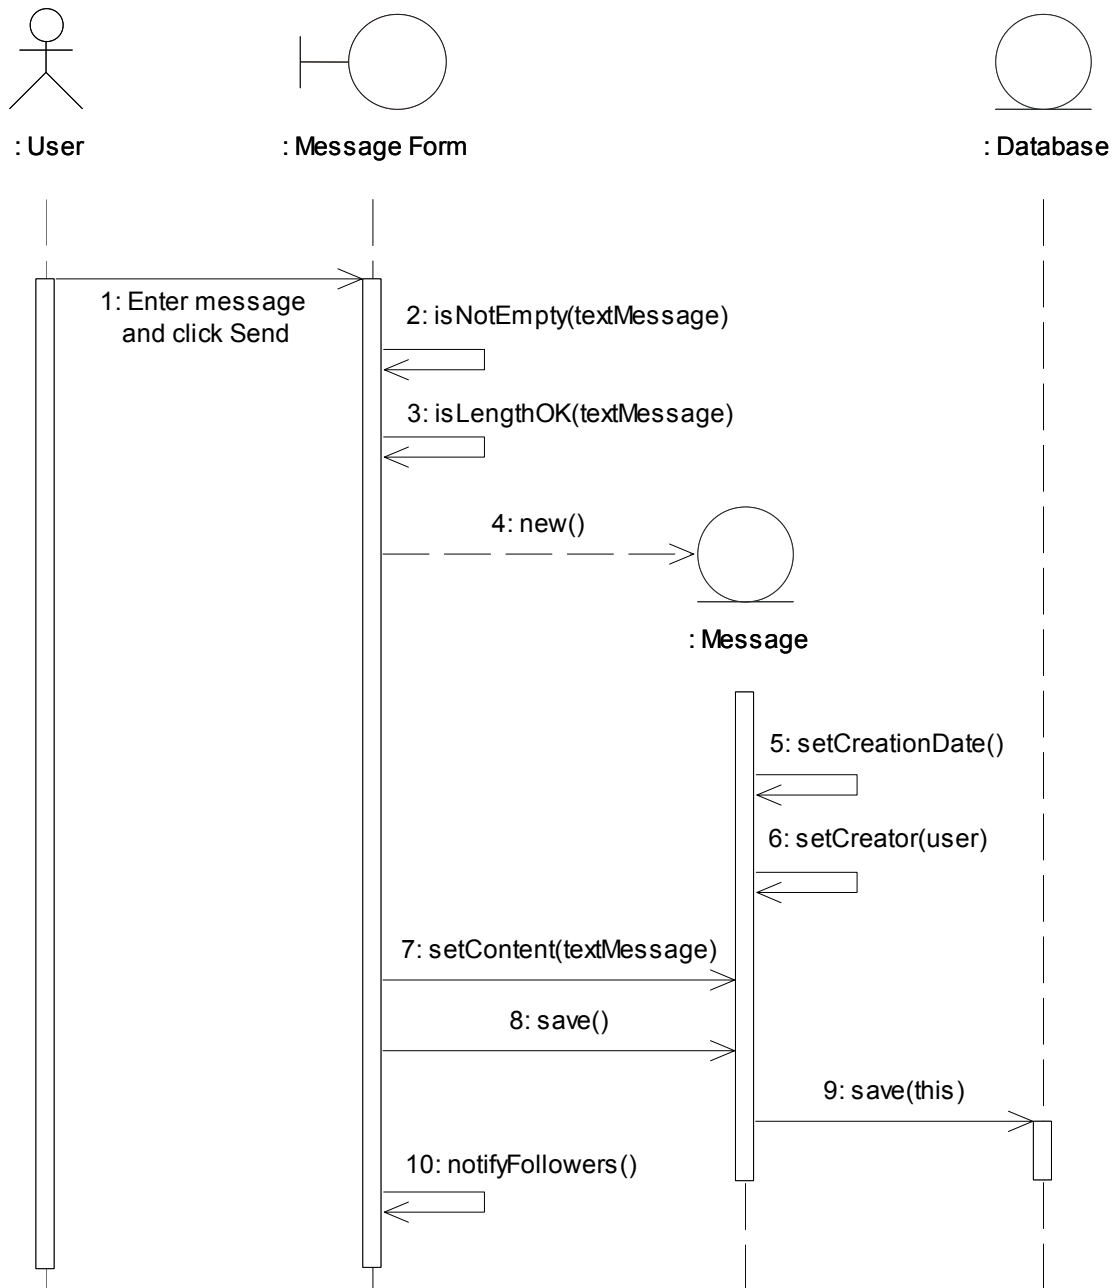 : User
: Message Form
: Database
1: Enter message
and click Send
2: isNotEmpty(textMessage)
3: isLengthOK(textMessage)
4: new()
: Message
5: setCreationDate()
6: setCreator(user)
7: setContent(textMessage)
8: save()
9: save(this)
10: notifyFollowers()